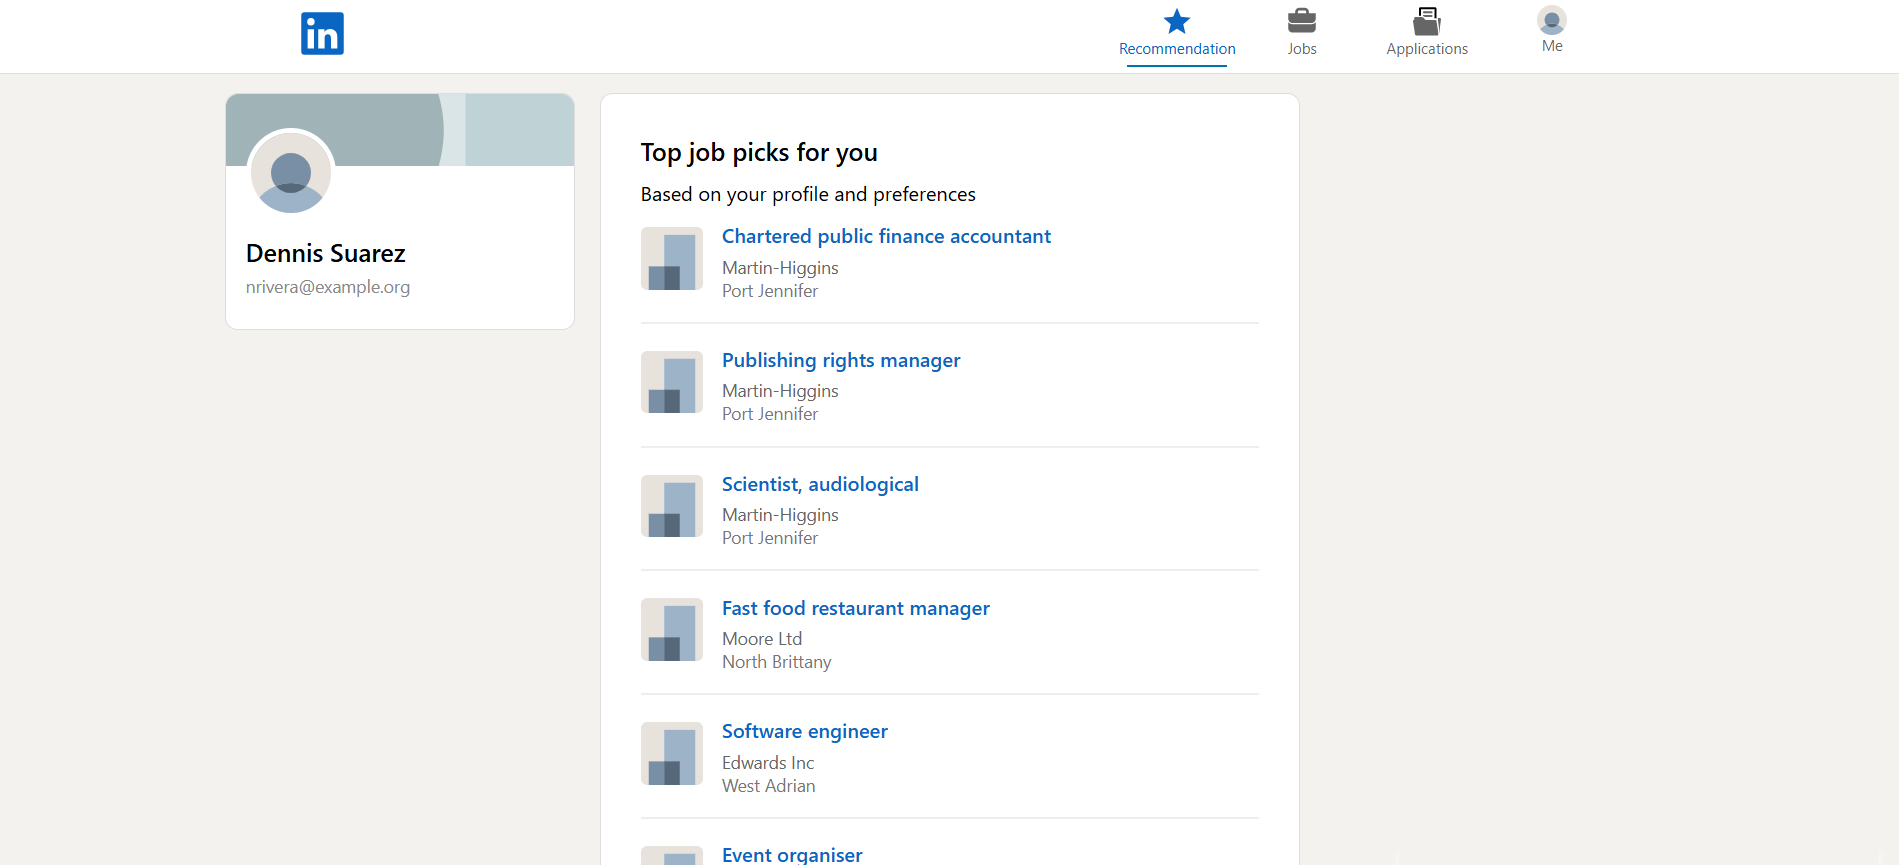 in
Recommendation
Jobs
Applications
Me
Dennis Suarez
nrivera@example.org
Top job picks for you
Based on your profile and preferences
Chartered public finance accountant
Martin-Higgins
Port Jennifer
Publishing rights manager
Martin-Higgins
Port Jennifer
Scientist, audiological
Martin-Higgins
Port Jennifer
Fast food restaurant manager
Moore Ltd
North Brittany
Software engineer
Edwards Inc
West Adrian
Event organiser